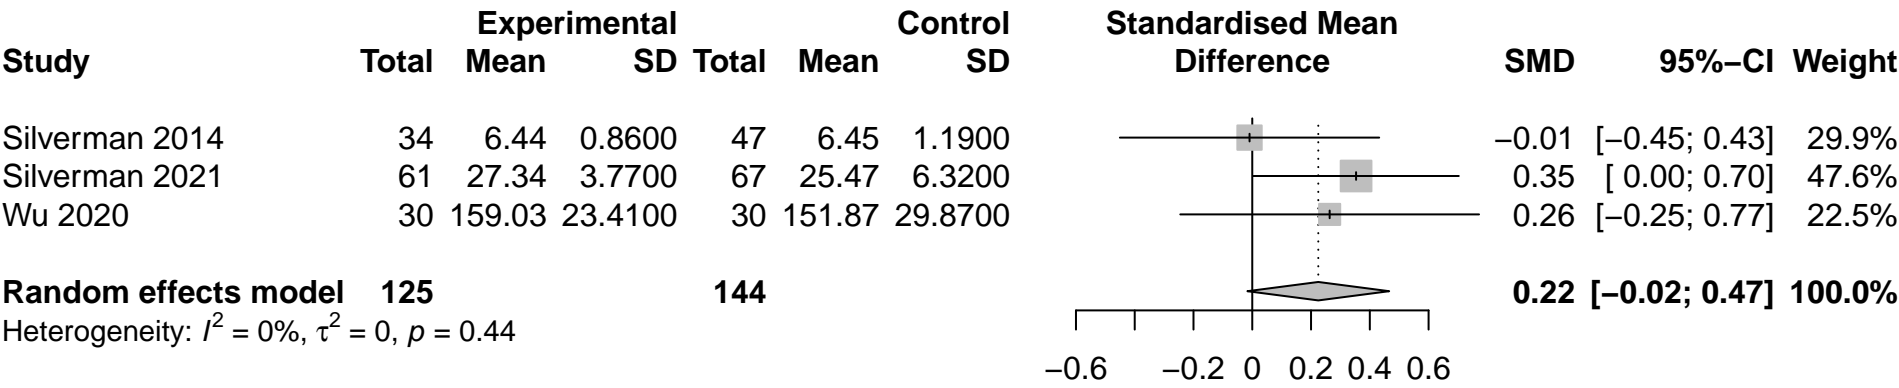 Experimental Control Standardised Mean
Study Total Mean SD Total Mean SD Difference SMD 95%−CI Weight
Silverman 2014 34 6.44 0.8600 47 6.45 1.1900 −0.01 [−0.45; 0.43] 29.9%
Silverman 2021 61 27.34 3.7700 67 25.47 6.3200 0.35 [ 0.00; 0.70] 47.6%
Wu 2020 30 159.03 23.4100 30 151.87 29.8700 0.26 [−0.25; 0.77] 22.5%
Random effects model 125 144 0.22 [−0.02; 0.47] 100.0%
Heterogeneity: I² = 0%, τ² = 0, p = 0.44
−0.6 −0.2 0 0.2 0.4 0.6